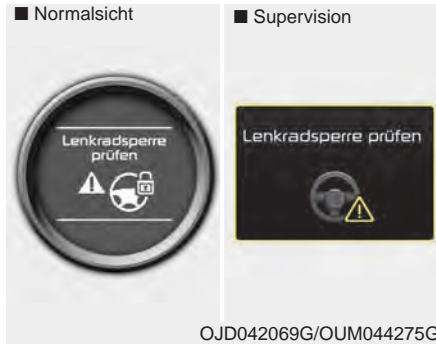 ■ Normalsicht
Lenkradsperre
prüfen
■ Supervision
Lenkradsperre prüfen
OJD042069G/OUM044275G